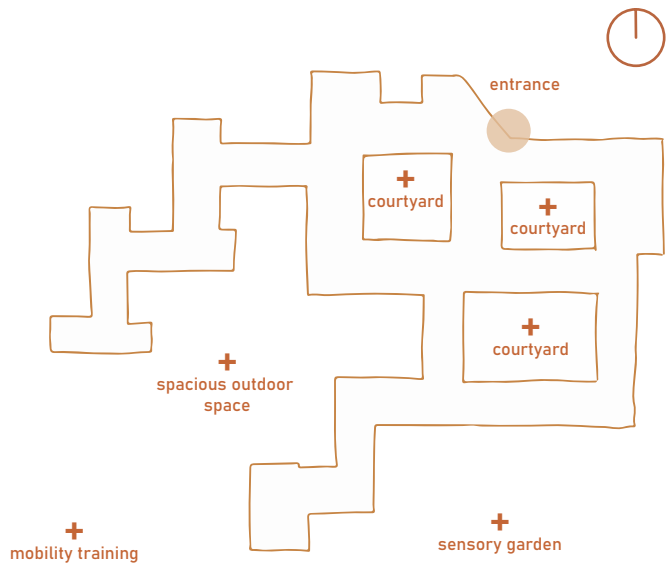 entrance
courtyard
courtyard
courtyard
spacious outdoor
space
mobility training
sensory garden